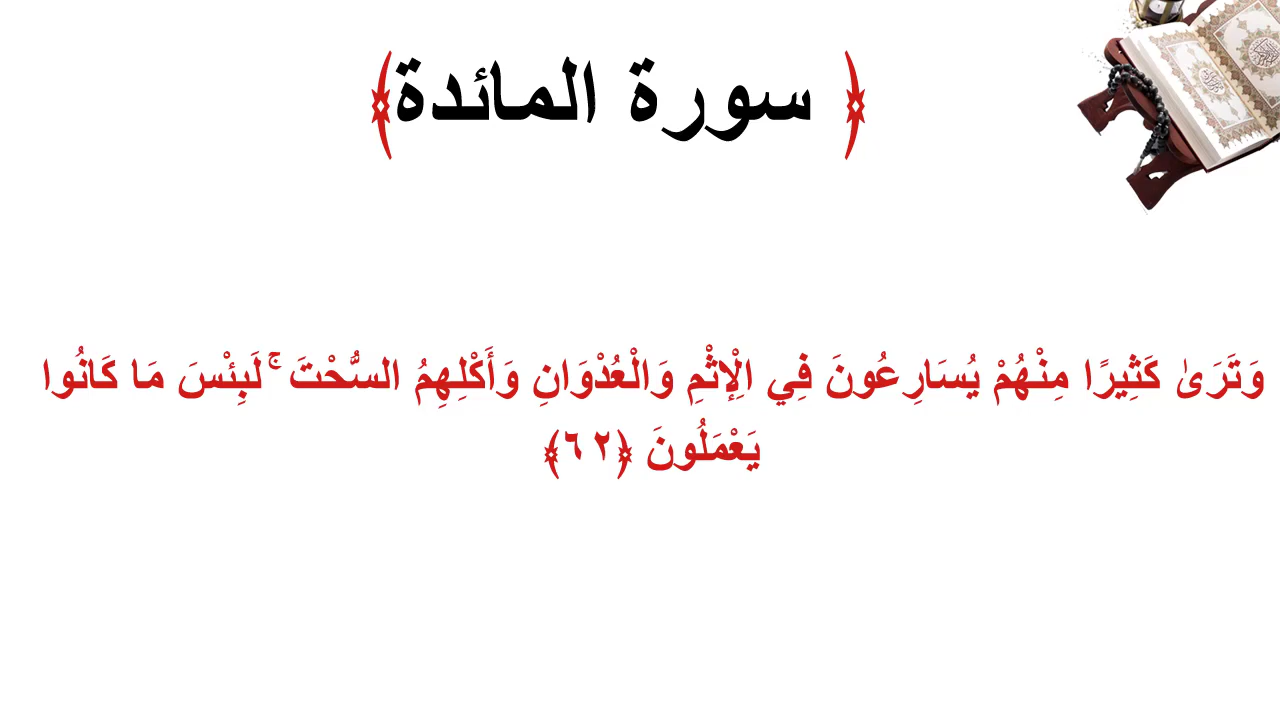 ﴿ سورة المائدة﴾
وَتَرَىٰ كَثِيرًا مِنْهُمْ يُسَارِعُونَ فِي الْإِثْمِ وَالْعُدْوَانِ وَأَكْلِهِمُ السُّحْتَ ۚ لَبِئْسَ مَا كَانُوا
يَعْمَلُونَ ﴿٦٢﴾